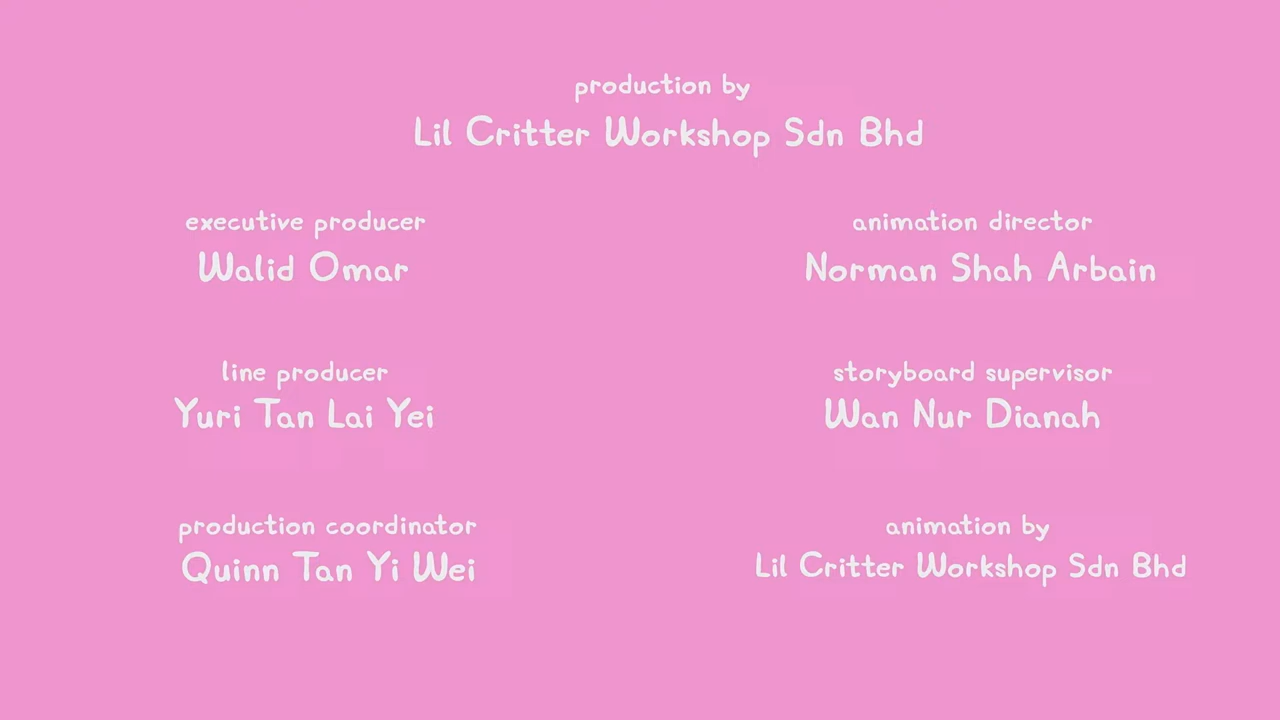 production by
Lil Critter Workshop Sdn Bhd
executive producer
Walid Omar
animation director
Norman Shah Arbain
line producer
Yuri Tan Lai Yei
storyboard supervisor
Wan Nur Dianah
production coordinator
Quinn Tan Yi Wei
animation by
Lil Critter Workshop Sdn Bhd